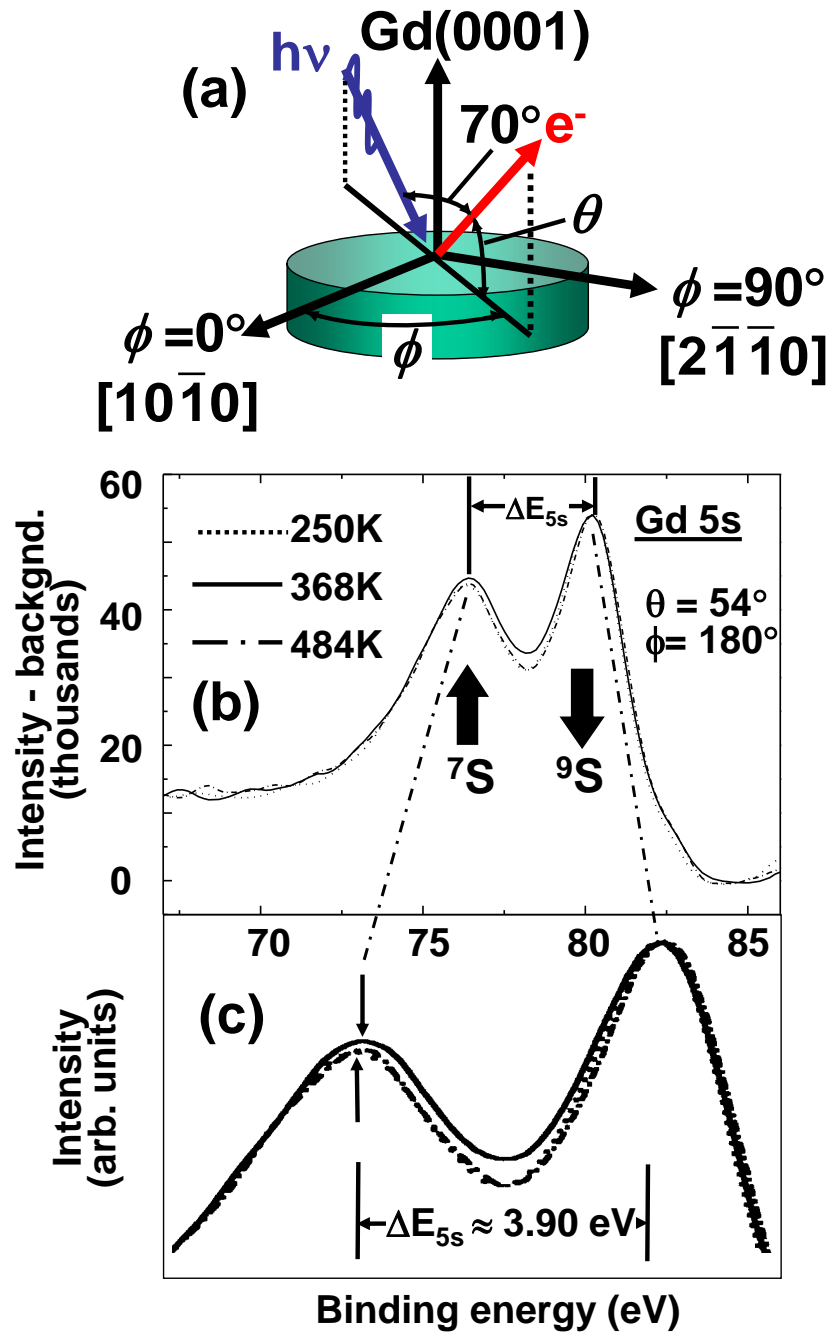 Gd(0001)
hν
(a)
70°
e-
θ
ϕ =0°
[101̅0]
ϕ
ϕ =90°
[21̅1̅0]
60
40
20
0
Intensity - backgnd.
(thousands)
250K
368K
484K
ΔE5s
Gd 5s
θ = 54°
ϕ= 180°
(b)
⁷S
⁹S
70
75
80
85
(c)
Intensity
(arb. units)
ΔE5s ≈ 3.90 eV
Binding energy (eV)